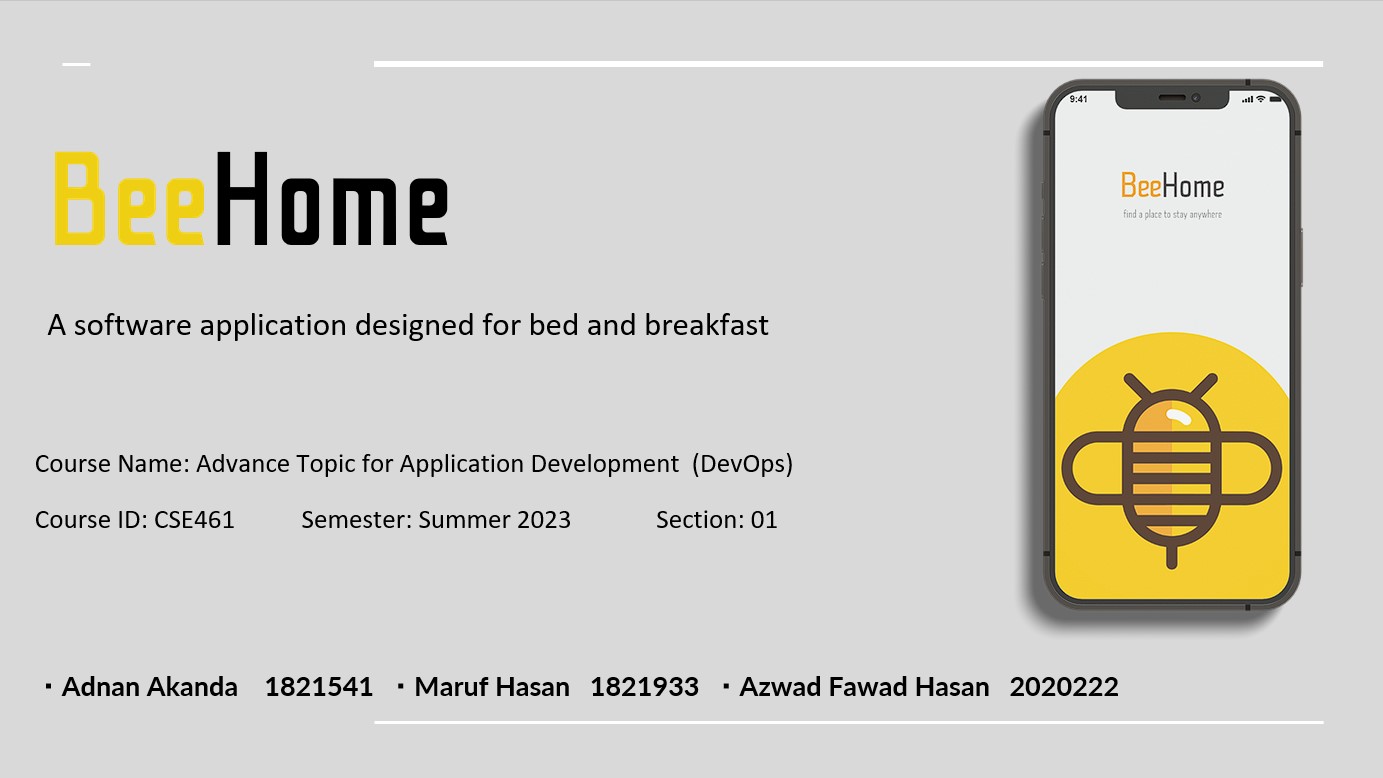 BeeHome
A software application designed for bed and breakfast
Course Name: Advance Topic for Application Development (DevOps)
Course ID: CSE461 Semester: Summer 2023 Section: 01
▪ Adnan Akanda 1821541 ▪ Maruf Hasan 1821933 ▪ Azwad Fawad Hasan 2020222
9:41
BeeHome
find a place to stay anywhere